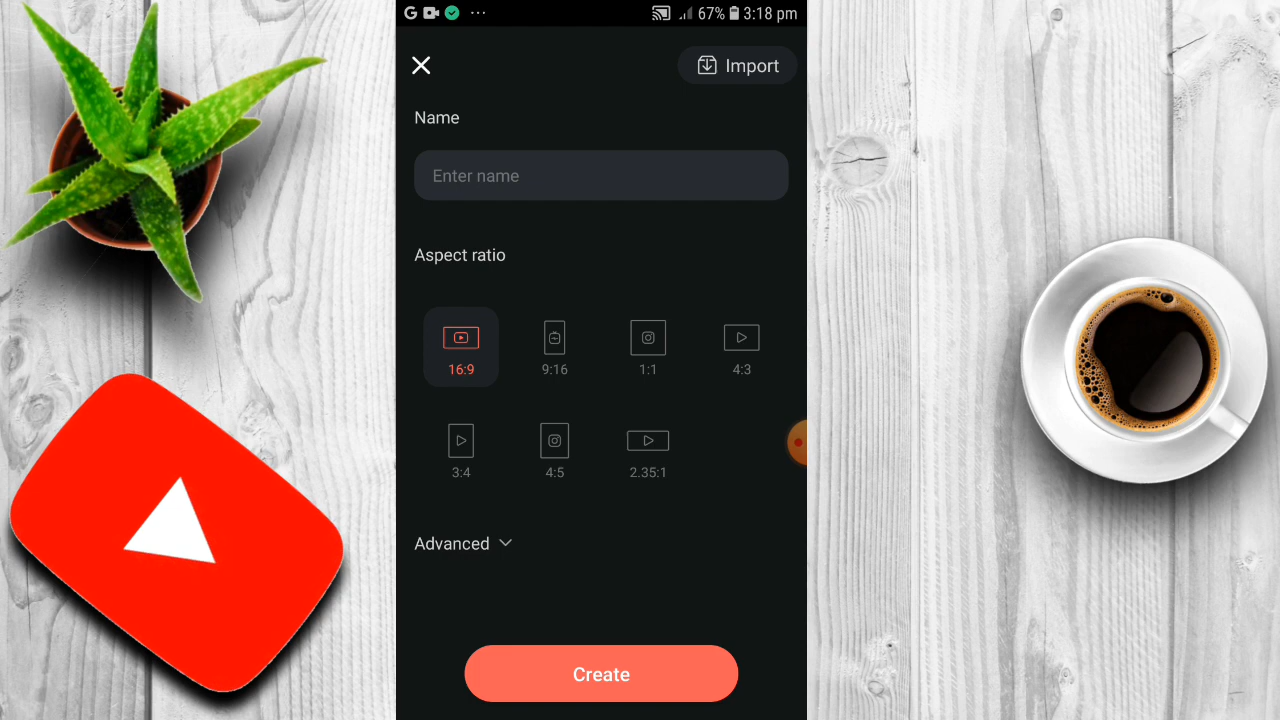 67% 3:18 pm
Import
Name
Enter name
Aspect ratio
16:9 9:16 1:1 4:3
3:4 4:5 2.35:1
Advanced
Create